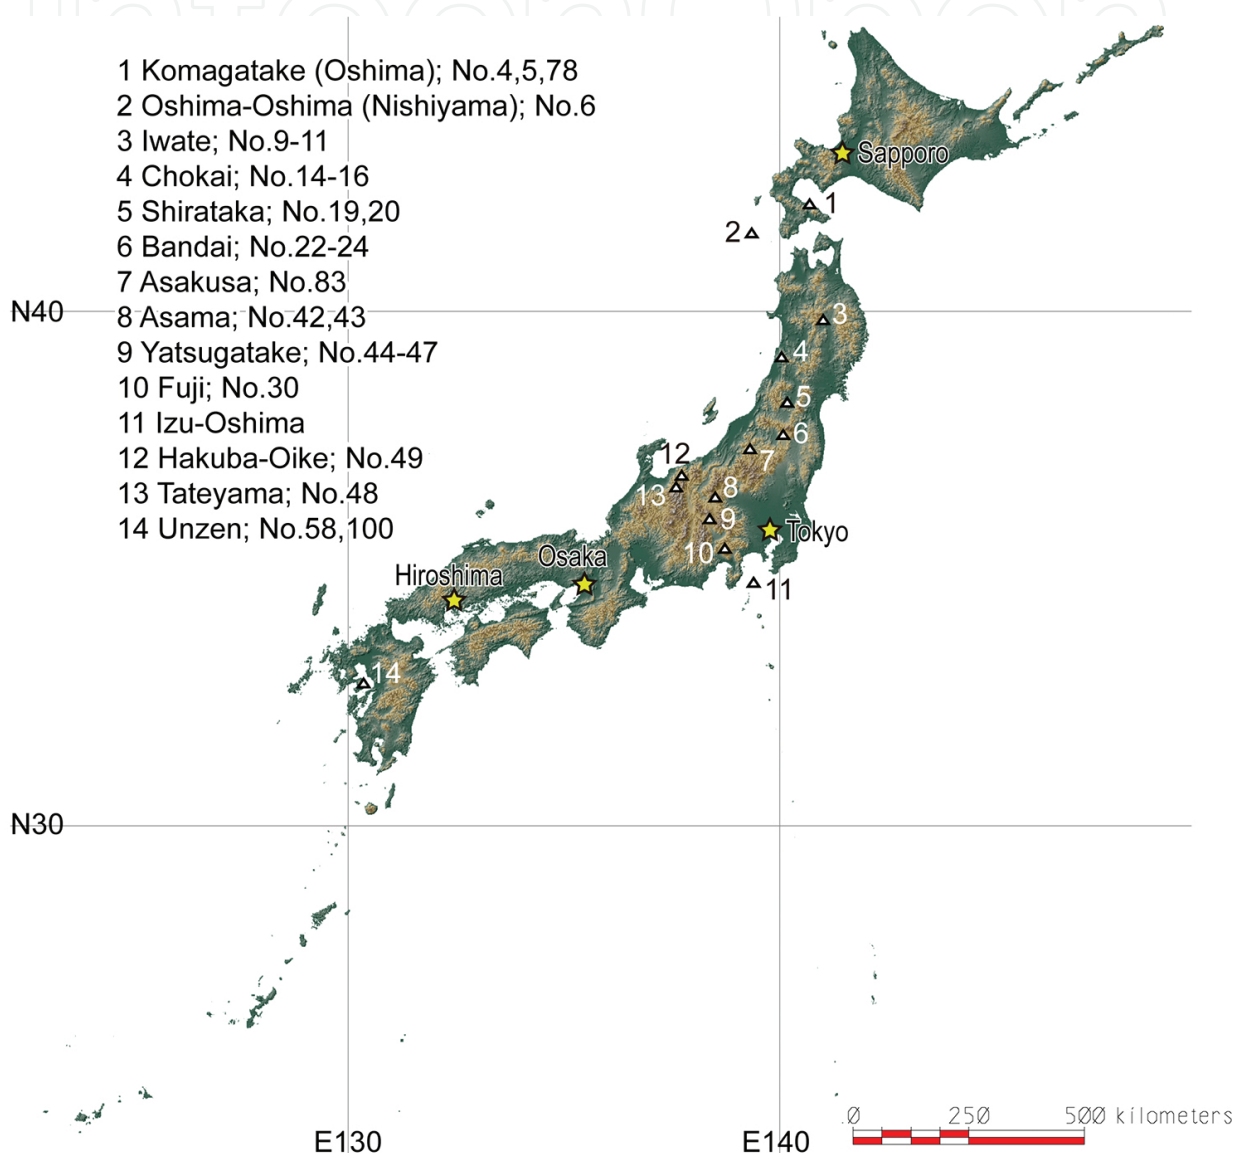 1 Komagatake (Oshima); No.4,5,78
2 Oshima-Oshima (Nishiyama); No.6
3 Iwate; No.9-11
4 Chokai; No.14-16
5 Shirataka; No.19,20
6 Bandai; No.22-24
7 Asakusa; No.83
8 Asama; No.42,43
9 Yatsugatake; No.44-47
10 Fuji; No.30
11 Izu-Oshima
12 Hakuba-Oike; No.49
13 Tateyama; No.48
14 Unzen; No.58,100
Sapporo
1
2
N40
3
4
5
6
12
7
13
8
9
Tokyo
10
Osaka
Hiroshima
11
14
N30
0 250 500 kilometers
E130
E140